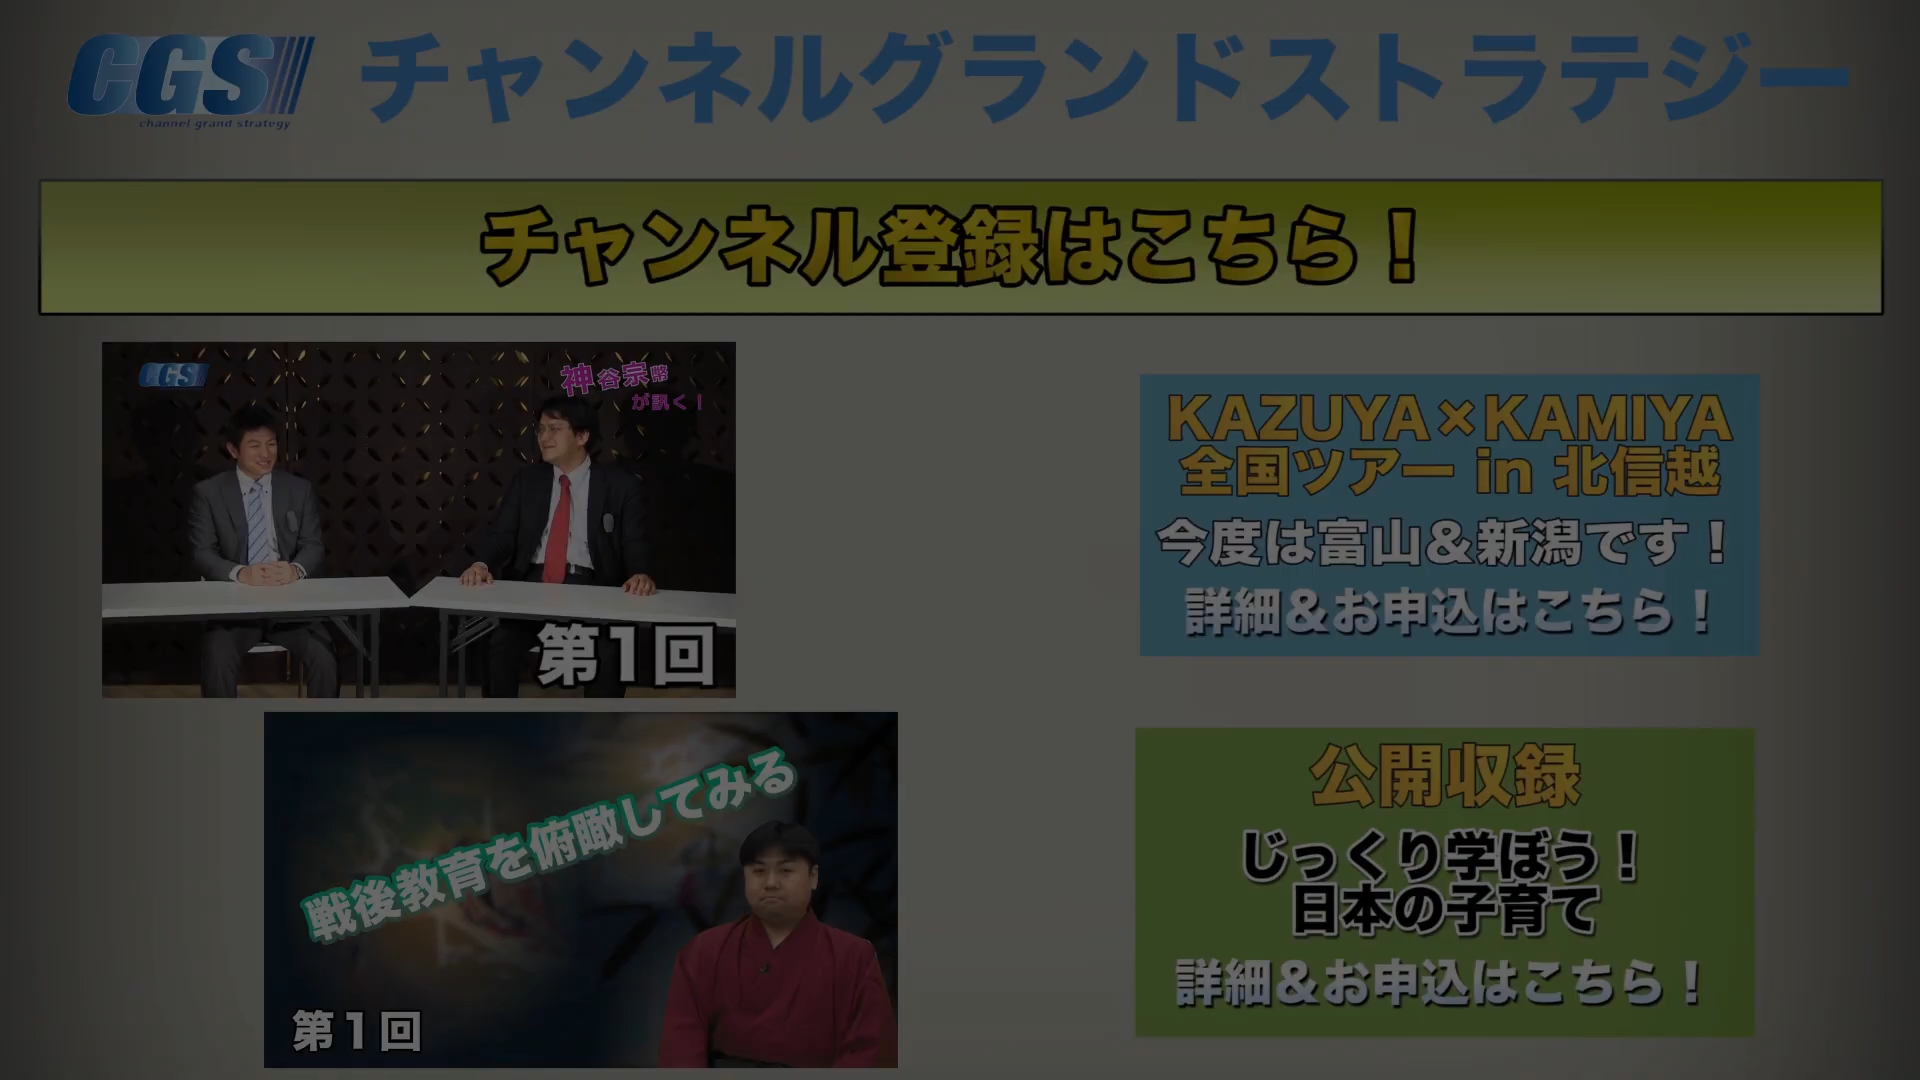 CGS
channel grand strategy
チャンネルグランドストラテジー
チャンネル登録はこちら！
CGS
神谷宗幣
が訊く！
第1回
KAZUYA×KAMIYA
全国ツアー in 北信越
今度は富山＆新潟です！
詳細＆お申込はこちら！
戦後教育を俯瞰してみる
第１回
公開収録
じっくり学ぼう！
日本の子育て
詳細＆お申込はこちら！